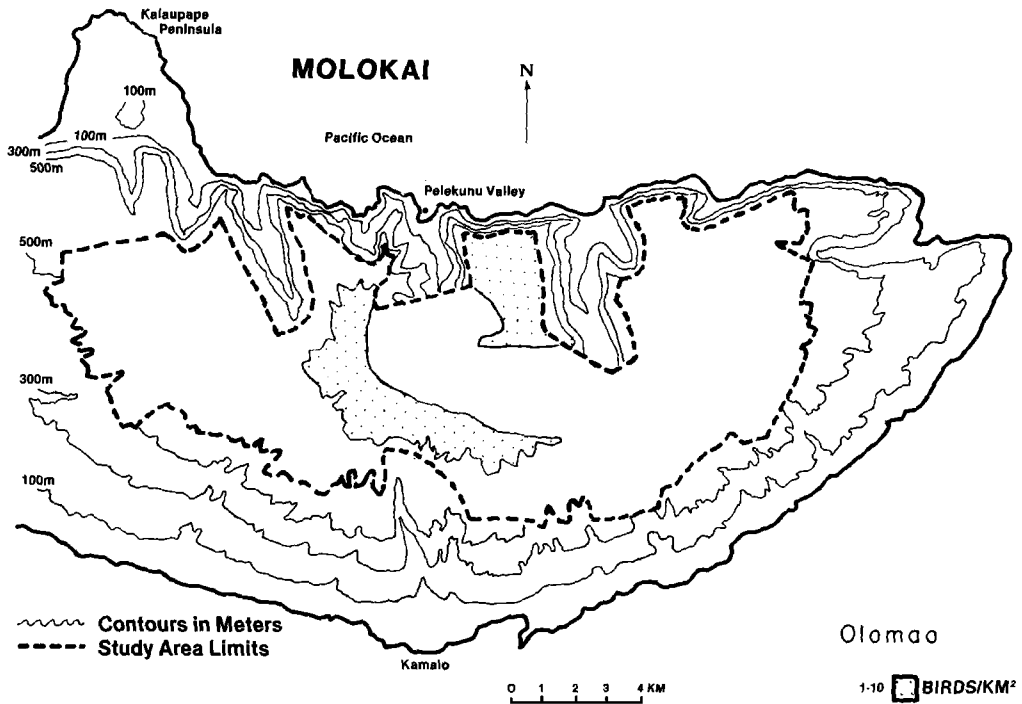 Kalaupape
Peninsula
MOLOKAI
N
100m
Pacific Ocean
100m
300m
500m
Pelekunu Valley
500m
300m
100m
Contours in Meters
Study Area Limits
Kamalo
Olomao
0 1 2 3 4 KM
1-10 BIRDS/KM²